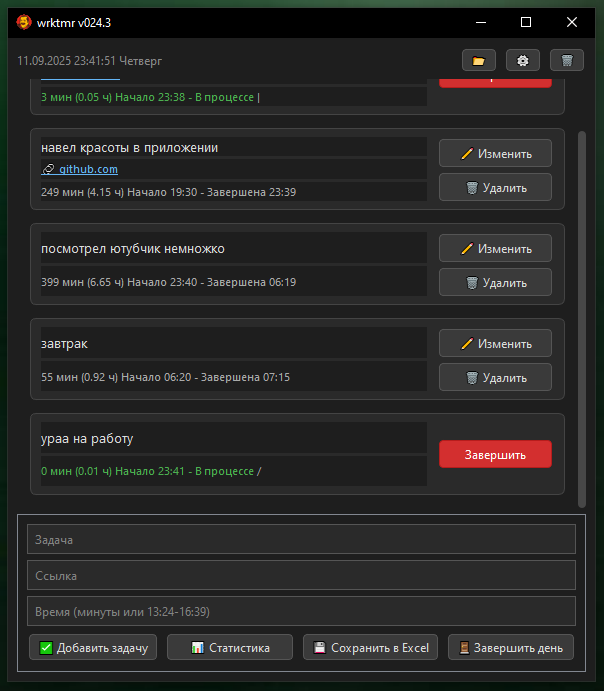 wrktmr v024.3
11.09.2025 23:41:51 Четверг
3 мин (0.05 ч) Начало 23:38 - В процессе |
навел красоты в приложении
github.com
249 мин (4.15 ч) Начало 19:30 - Завершена 23:39
Изменить
Удалить
посмотрел ютубчик немножко
399 мин (6.65 ч) Начало 23:40 - Завершена 06:19
Изменить
Удалить
завтрак
55 мин (0.92 ч) Начало 06:20 - Завершена 07:15
Изменить
Удалить
ураа на работу
0 мин (0.01 ч) Начало 23:41 - В процессе /
Завершить
Задача
Ссылка
Время (минуты или 13:24-16:39)
Добавить задачу
Статистика
Сохранить в Excel
Завершить день